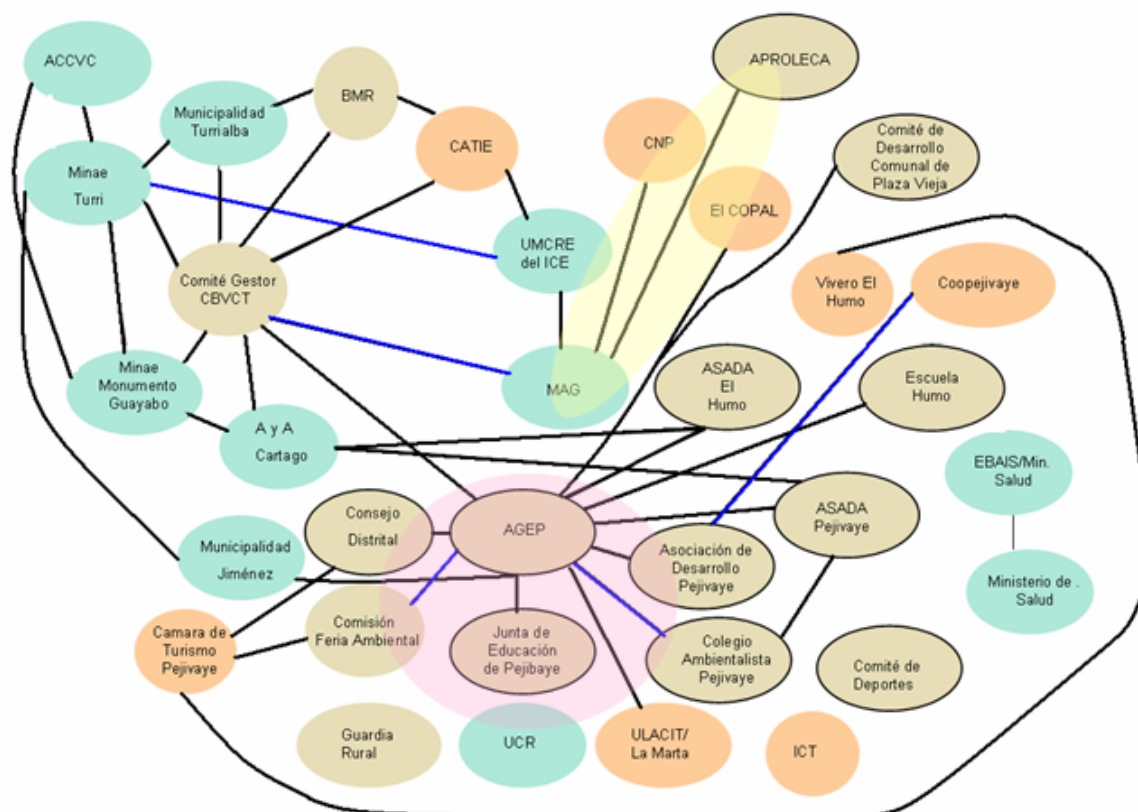 ACCVC
APROLECA
BMR
Municipalidad
Turrialba
CATIE
CNP
Comité de
Desarrollo
Comunal de
Plaza Vieja
Minae
Turri
El COPAL
UMCRE
del ICE
Comité Gestor
CBVCT
Vivero El
Humo
Coopejivaye
Minae
Monumento
Guayabo
MAG
ASADA
El
Humo
Escuela
Humo
A y A
Cartago
EBAIS/Min.
Salud
Consejo
Distrital
AGEP
ASADA
Pejivaye
Municipalidad
Jiménez
Asociación de
Desarrollo
Pejivaye
Ministerio de .
Salud
Camara de
Turismo
Pejivaye
Comisión
Feria Ambiental
Junta de
Educación
de Pejibaye
Colegio
Ambientalista
Pejivaye
Comité de
Deportes
Guardia
Rural
UCR
ULACIT/
La Marta
ICT